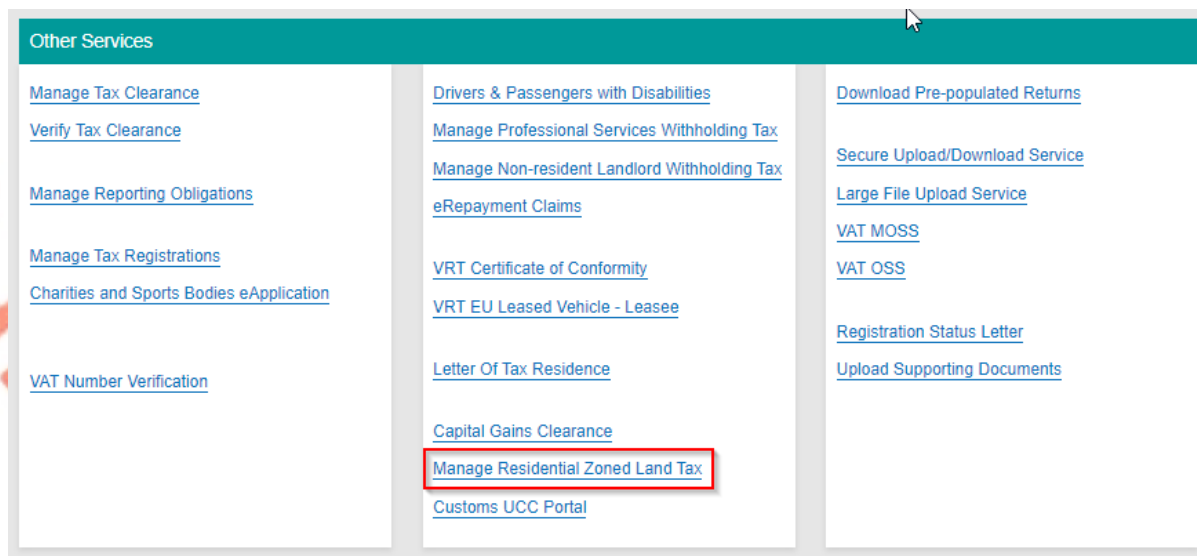 Other Services
Manage Tax Clearance
Verify Tax Clearance
Manage Reporting Obligations
Manage Tax Registrations
Charities and Sports Bodies eApplication
VAT Number Verification
Drivers & Passengers with Disabilities
Manage Professional Services Withholding Tax
Manage Non-resident Landlord Withholding Tax
eRepayment Claims
VRT Certificate of Conformity
VRT EU Leased Vehicle - Leasee
Letter Of Tax Residence
Capital Gains Clearance
Manage Residential Zoned Land Tax
Customs UCC Portal
Download Pre-populated Returns
Secure Upload/Download Service
Large File Upload Service
VAT MOSS
VAT OSS
Registration Status Letter
Upload Supporting Documents